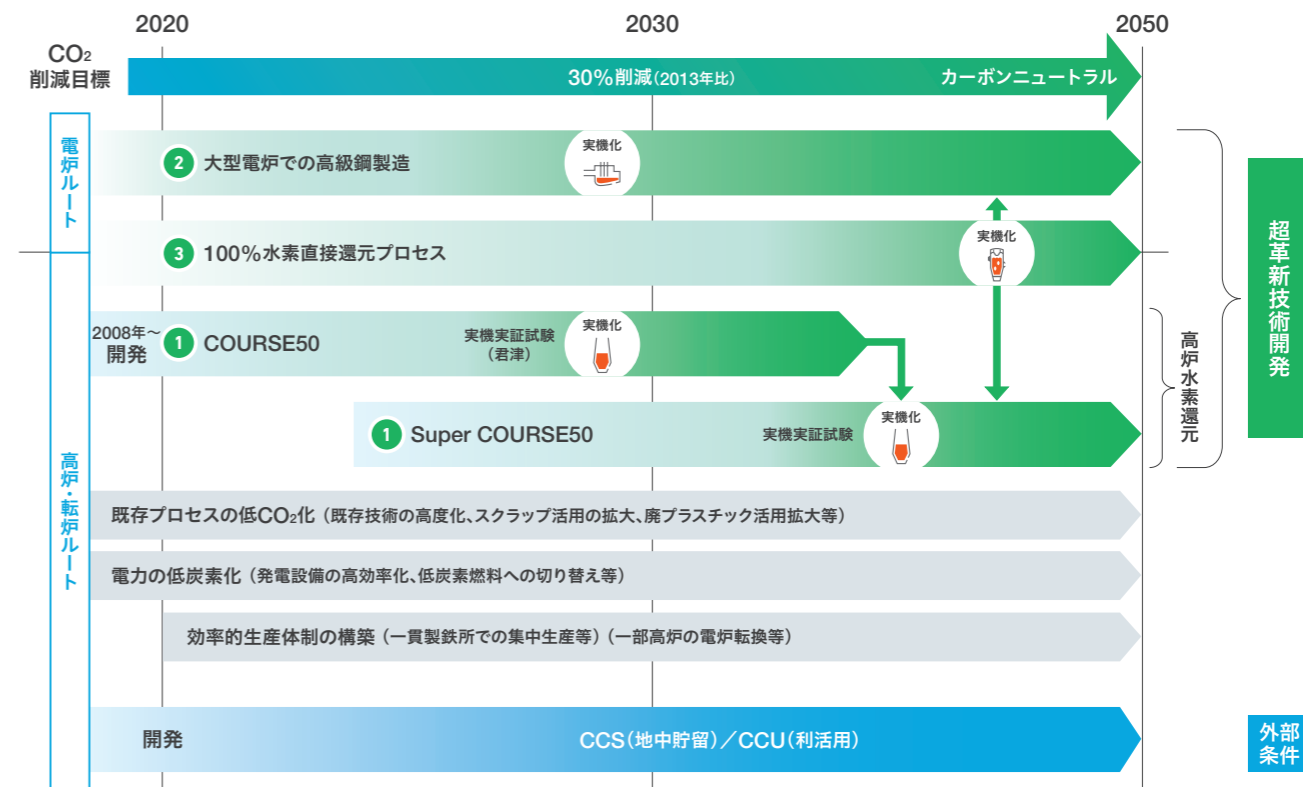 2020
2030
2050
CO₂
削減目標
30%削減(2013年比)
カーボンニュートラル
電炉ルート
2 大型電炉での高級鋼製造
実機化
3 100%水素直接還元プロセス
実機化
2008年~
開発
1 COURSE50
実機実証試験
(君津)
実機化
1 Super COURSE50
実機実証試験
実機化
高炉水素還元
超革新技術開発
高炉・転炉ルート
既存プロセスの低CO₂化(既存技術の高度化、スクラップ活用の拡大、廃プラスチック活用拡大等)
電力の低炭素化(発電設備の高効率化、低炭素燃料への切り替え等)
効率的生産体制の構築(一貫製鉄所での集中生産等)(一部高炉の電炉転換等)
開発
CCS(地中貯留)/CCU(利活用)
外部
条件